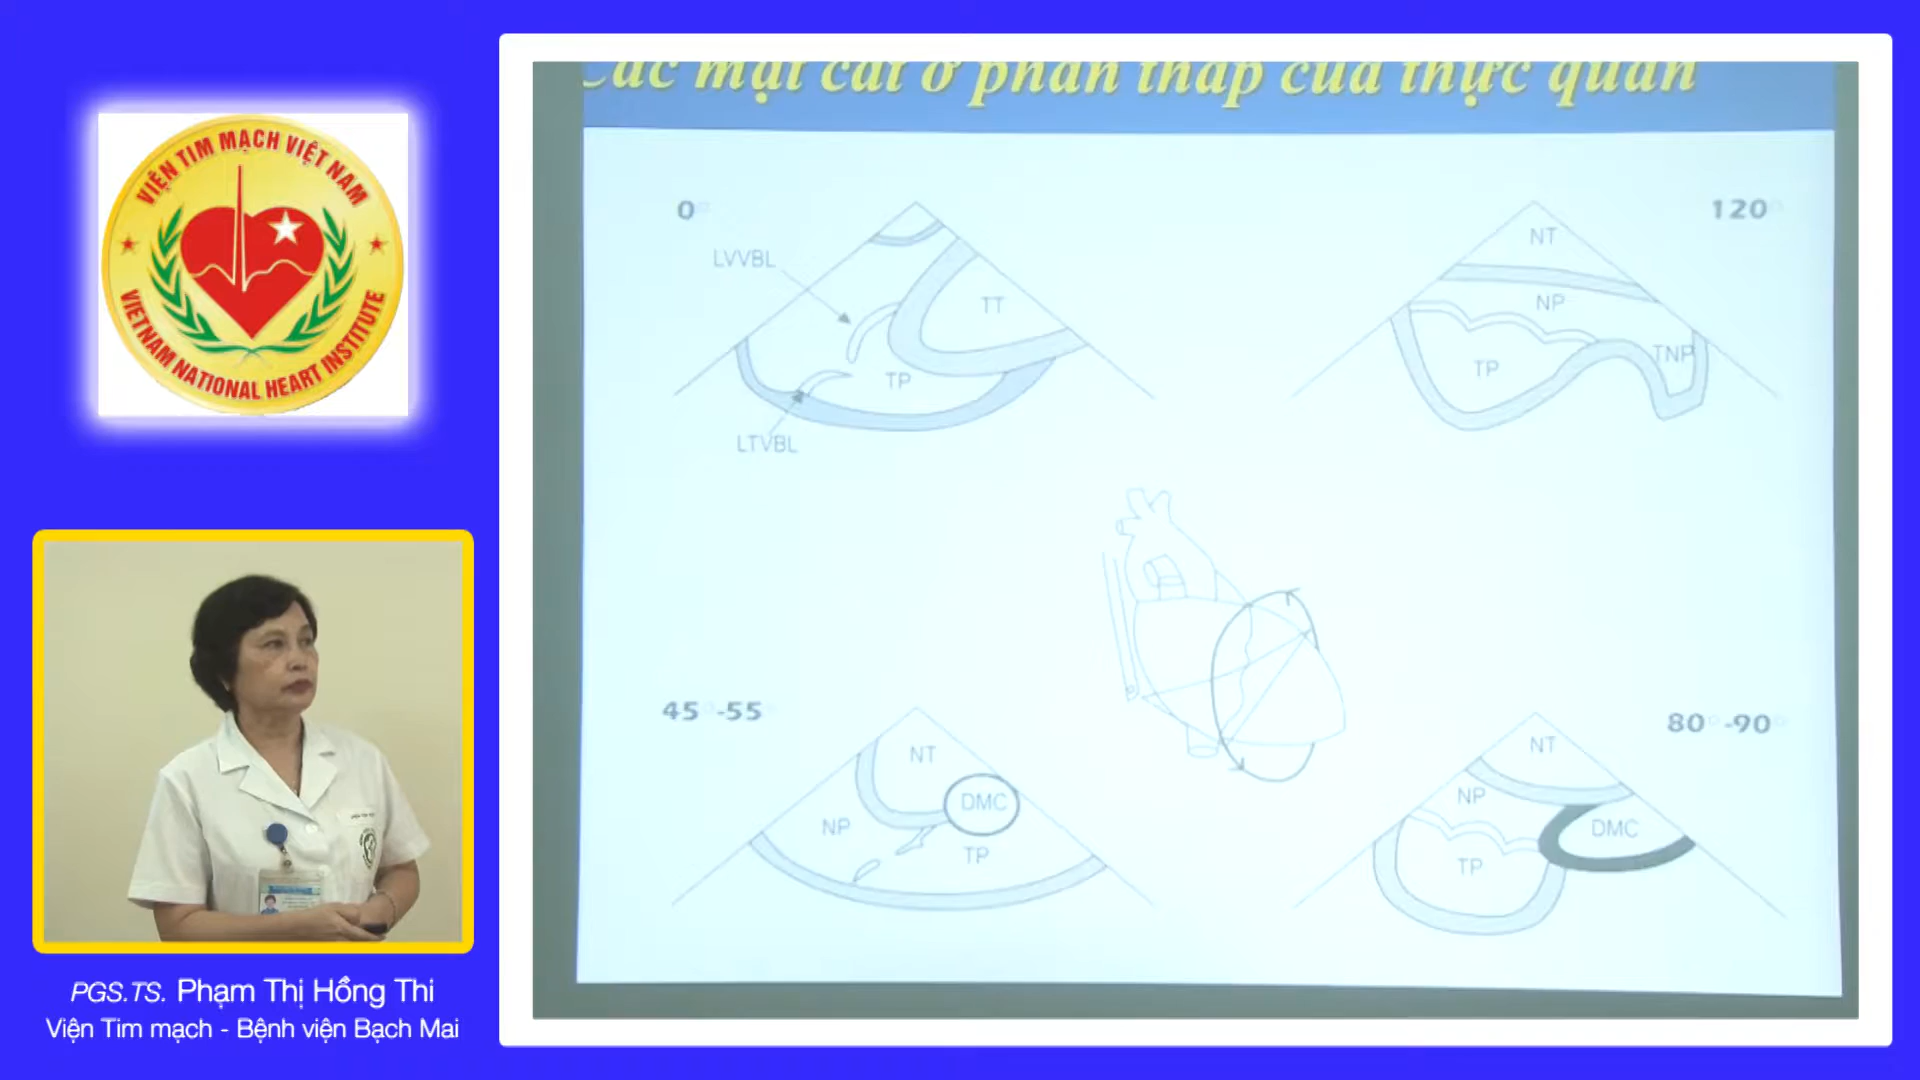 Các mặt cắt ở phần thấp của thực quản
VIỆN TIM MẠCH VIỆT NAM
VIETNAM NATIONAL HEART INSTITUTE
0°
LVVBL
TT
TP
LTVBL
120°
NT
NP
TP
TNP
45°-55°
NT
DMC
NP
TP
80°-90°
NT
NP
DMC
TP
PGS.TS. Phạm Thị Hồng Thi
Viện Tim mạch - Bệnh viện Bạch Mai